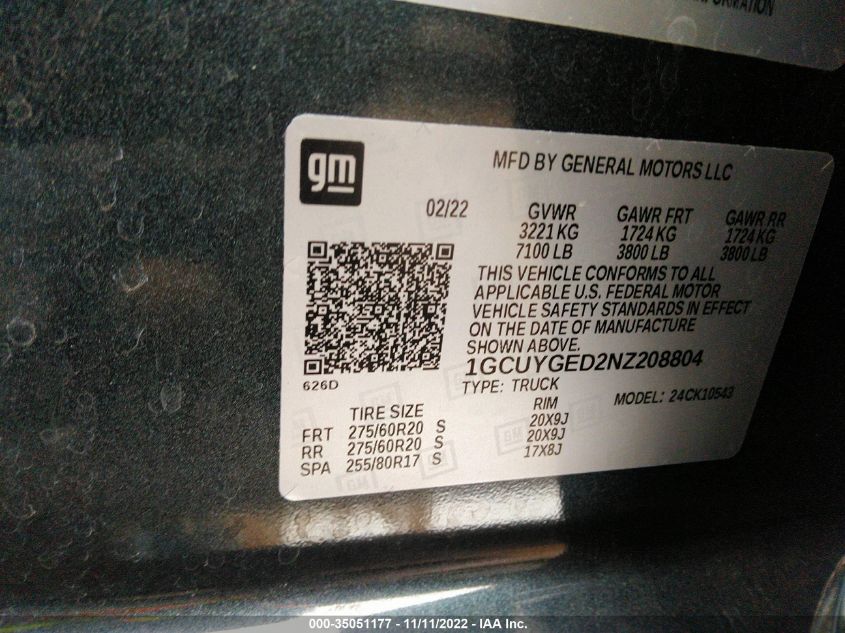 RMATION
gm
MFD BY GENERAL MOTORS LLC
02/22
GVWR GAWR FRT GAWR RR
3221 KG 1724 KG 1724 KG
7100 LB 3800 LB 3800 LB
THIS VEHICLE CONFORMS TO ALL
APPLICABLE U.S. FEDERAL MOTOR
VEHICLE SAFETY STANDARDS IN EFFECT
ON THE DATE OF MANUFACTURE
SHOWN ABOVE.
1GCUYGED2NZ208804
626D
TYPE: TRUCK MODEL: 24CK10543
TIRE SIZE RIM
FRT 275/60R20 S 20X9J
RR 275/60R20 S 20X9J
SPA 255/80R17 S 17X8J
000-35051177 - 11/11/2022 - IAA Inc.